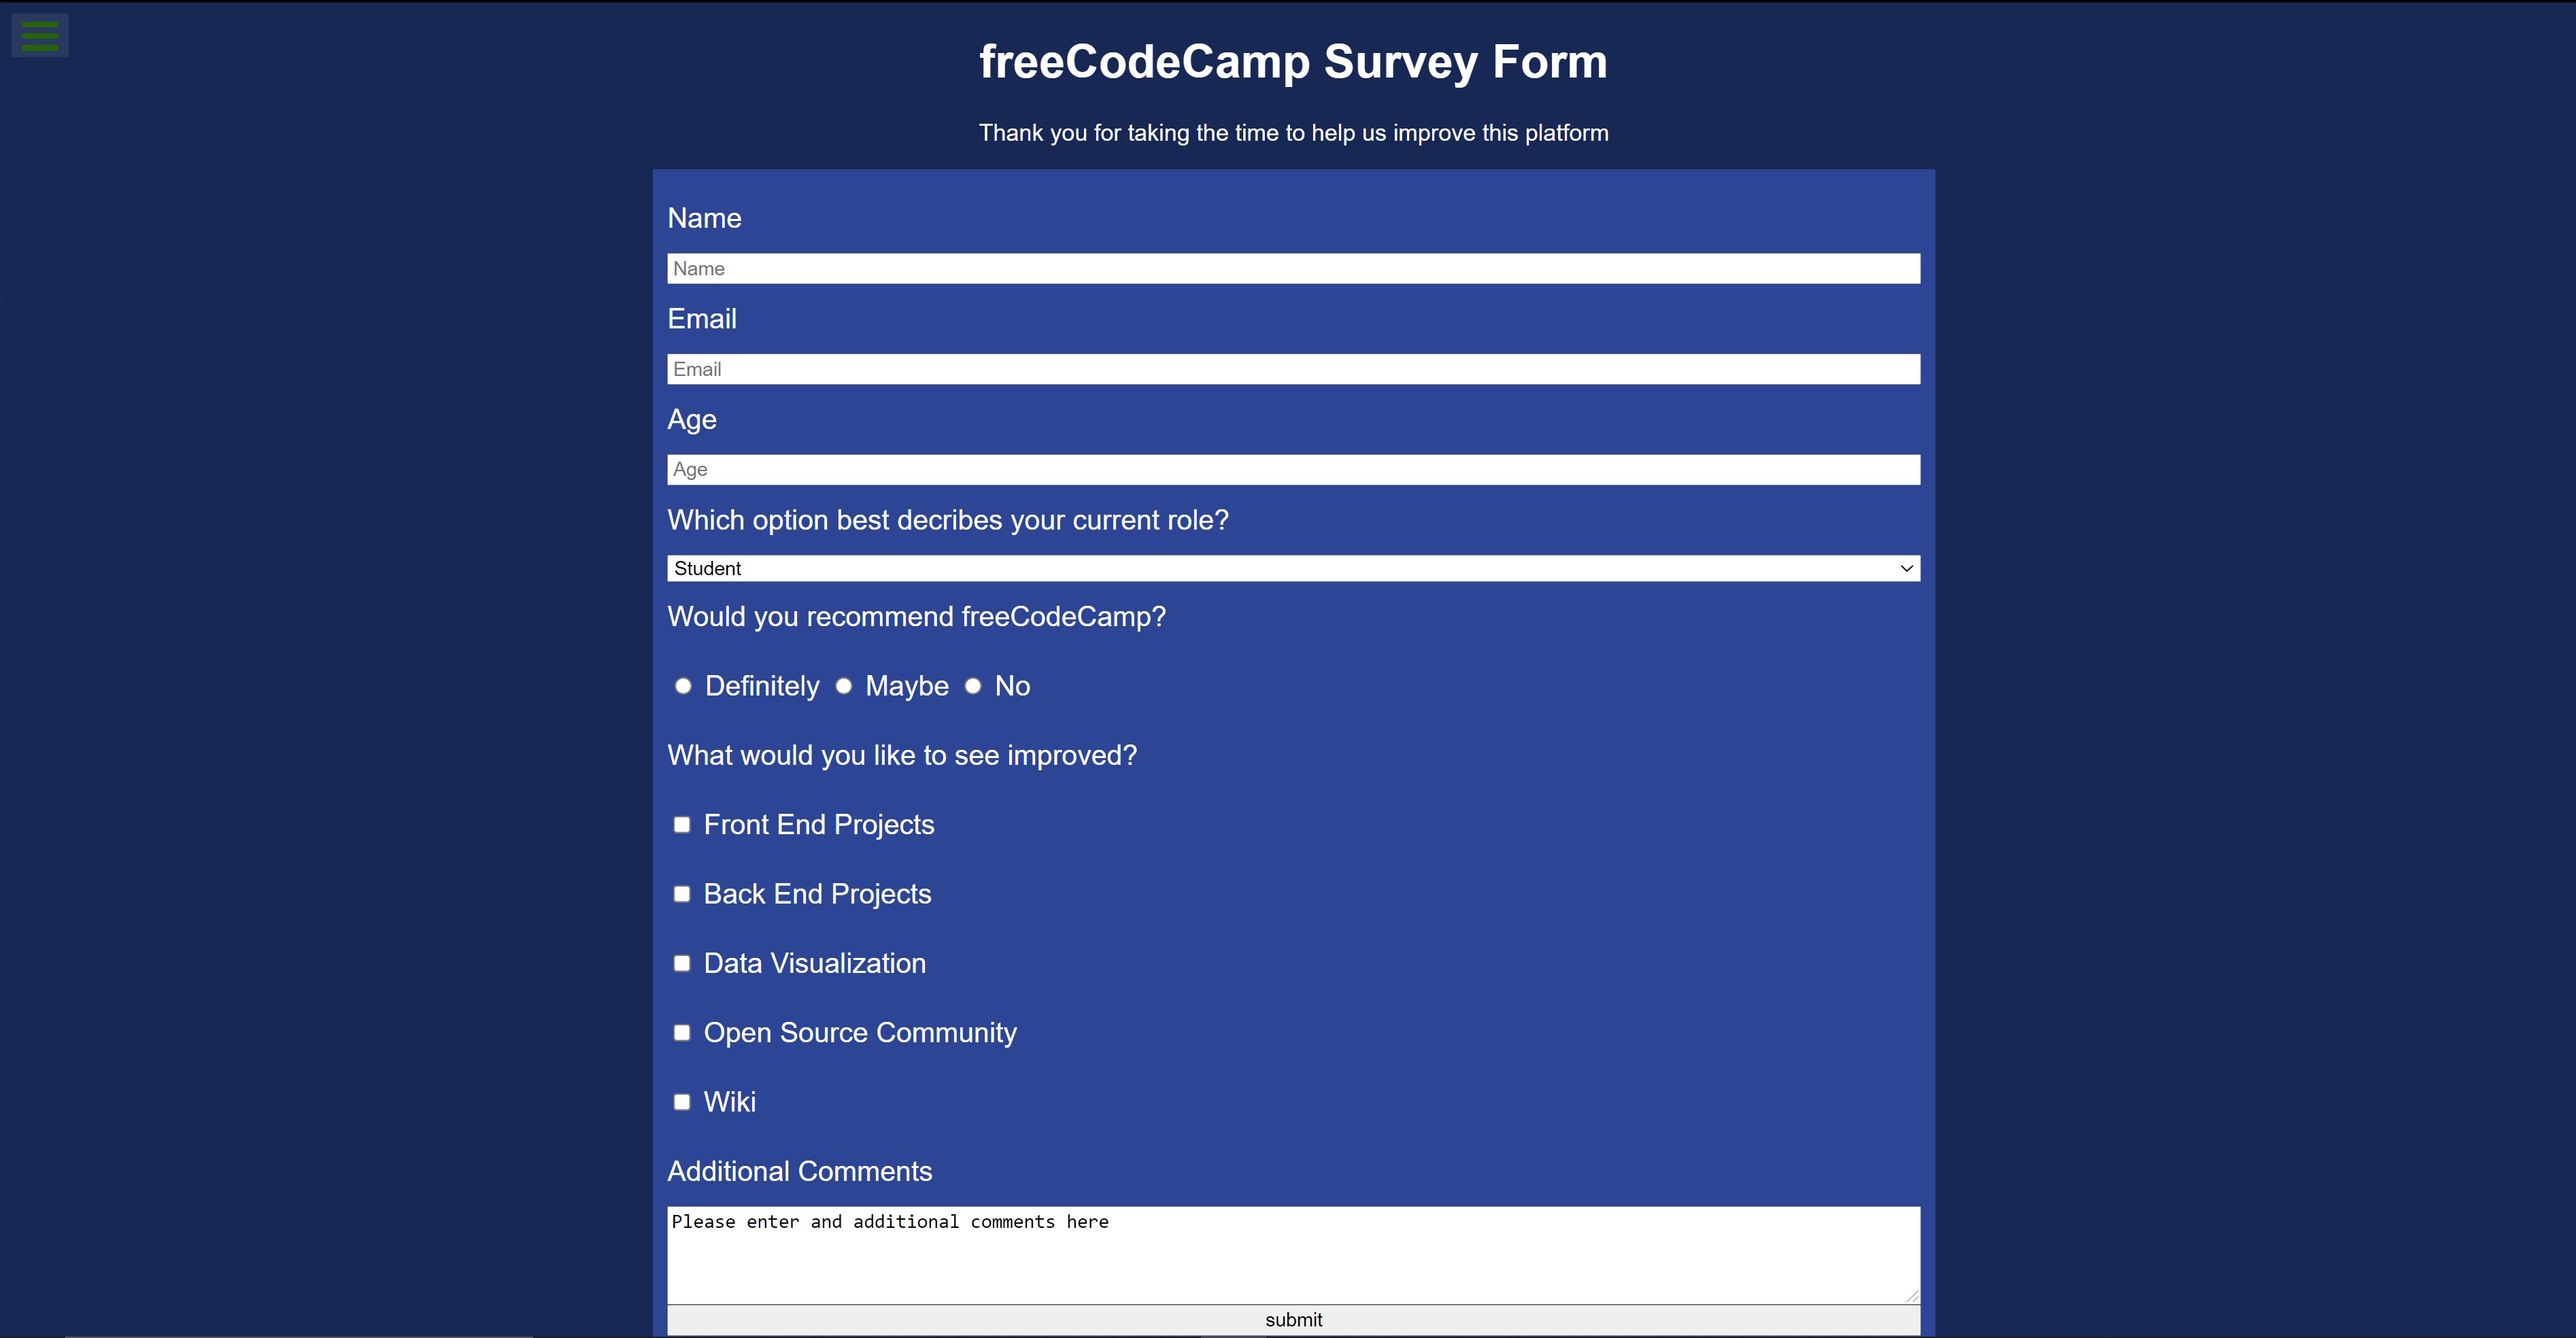 freeCodeCamp Survey Form
Thank you for taking the time to help us improve this platform
Name
Name
Email
Email
Age
Age
Which option best decribes your current role?
Student
Would you recommend freeCodeCamp?
Definitely Maybe No
What would you like to see improved?
Front End Projects
Back End Projects
Data Visualization
Open Source Community
Wiki
Additional Comments
Please enter and additional comments here
submit